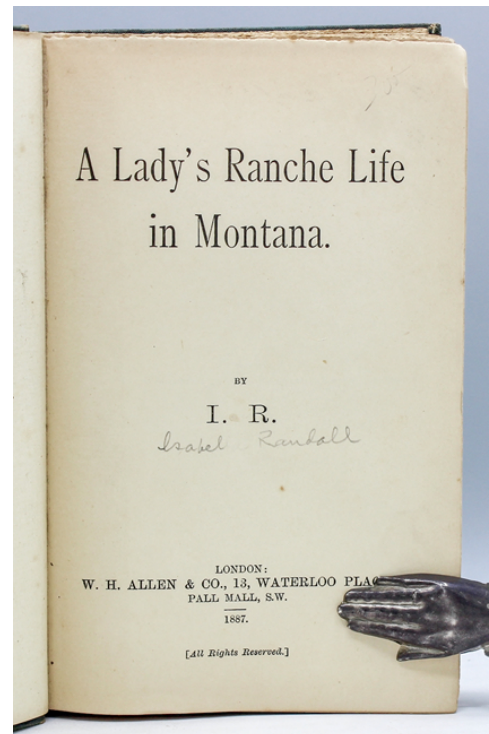 A Lady's Ranche Life
in Montana.
BY
I. R.
Isabel Randall
LONDON:
W. H. ALLEN & CO., 13, WATERLOO PLAC
PALL MALL, S.W.
1887.
[All Rights Reserved.]